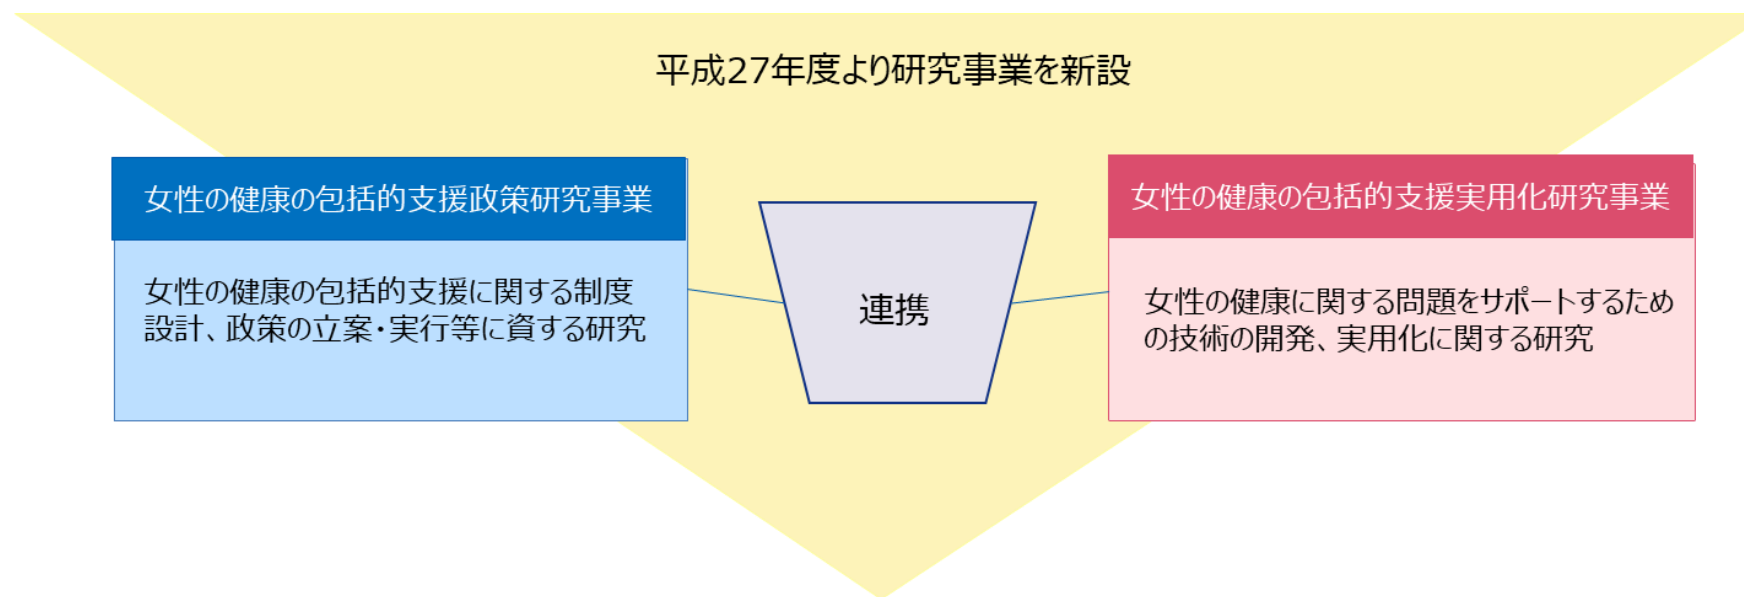 平成27年度より研究事業を新設
女性の健康の包括的支援政策研究事業
女性の健康の包括的支援に関する制度
設計、政策の立案・実行等に資する研究
連携
女性の健康の包括的支援実用化研究事業
女性の健康に関する問題をサポートするため
の技術の開発、実用化に関する研究